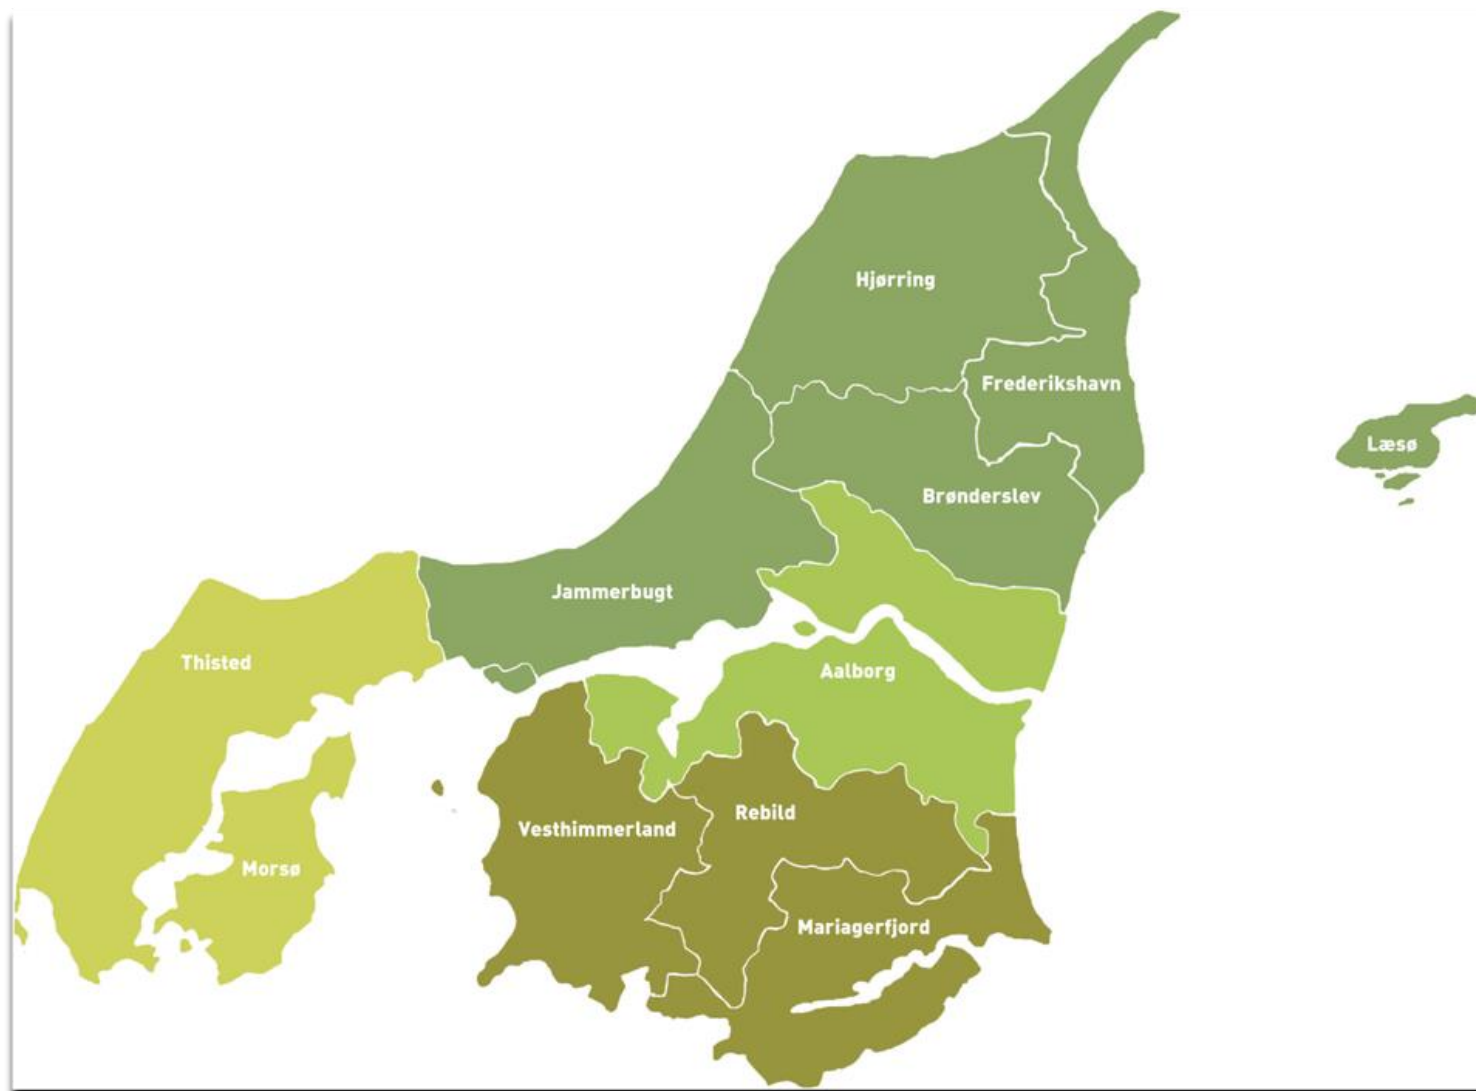 Hjørring
Frederikshavn
Læsø
Brønderslev
Jammerbugt
Thisted
Aalborg
Rebild
Vesthimmerland
Morsø
Mariagerfjord